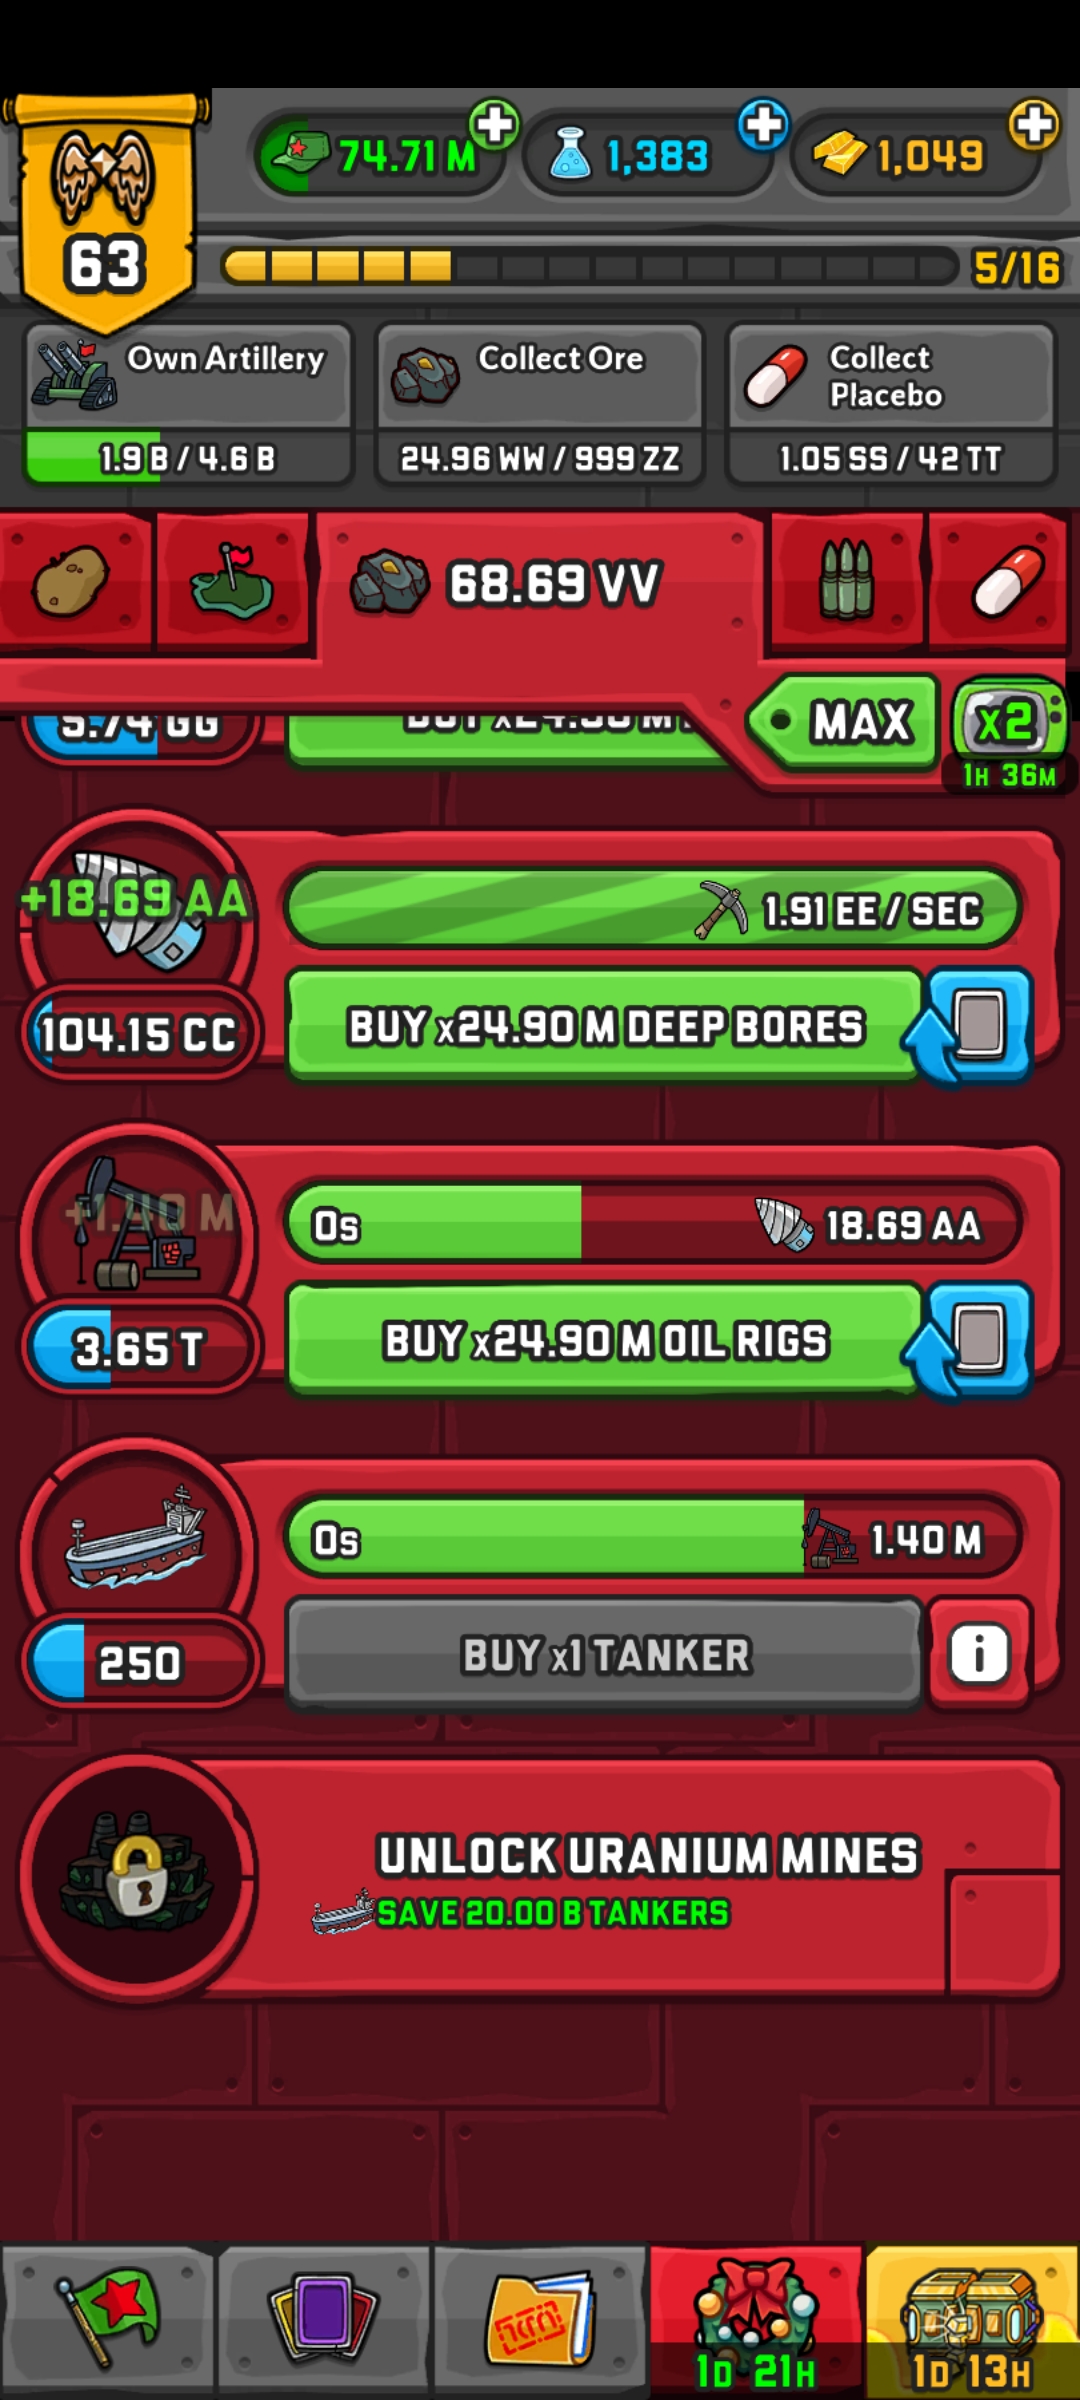 74.71 M
1,383
1,049
63
5/16
Own Artillery
1.9 B / 4.6 B
Collect Ore
24.96 WW / 999 ZZ
Collect
Placebo
1.05 SS / 42 TT
68.69 VV
MAX
x2
1H 36M
5.74 GG
+18.69 AA
1.91 EE / SEC
104.15 CC
BUY x24.90 M DEEP BORES
+1.40 M
0s
18.69 AA
3.65 T
BUY x24.90 M OIL RIGS
0s
1.40 M
250
BUY x1 TANKER
i
UNLOCK URANIUM MINES
SAVE 20.00 B TANKERS
1D 21H
1D 13H